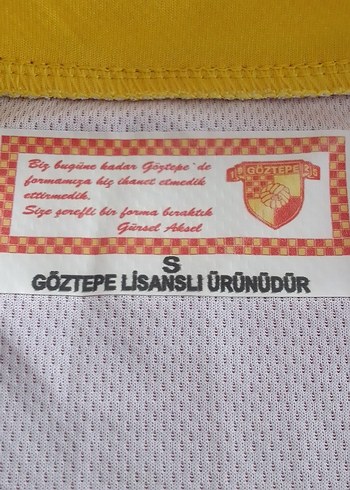 Biz bugüne kadar Göztepe'de
formamıza hiç ihanet etmedik
ettirmedik.
Size şerefli bir forma bıraktık
Gürsel Aksel
GÖZTEPE
S
GÖZTEPE LİSANSLI ÜRÜNÜDÜR